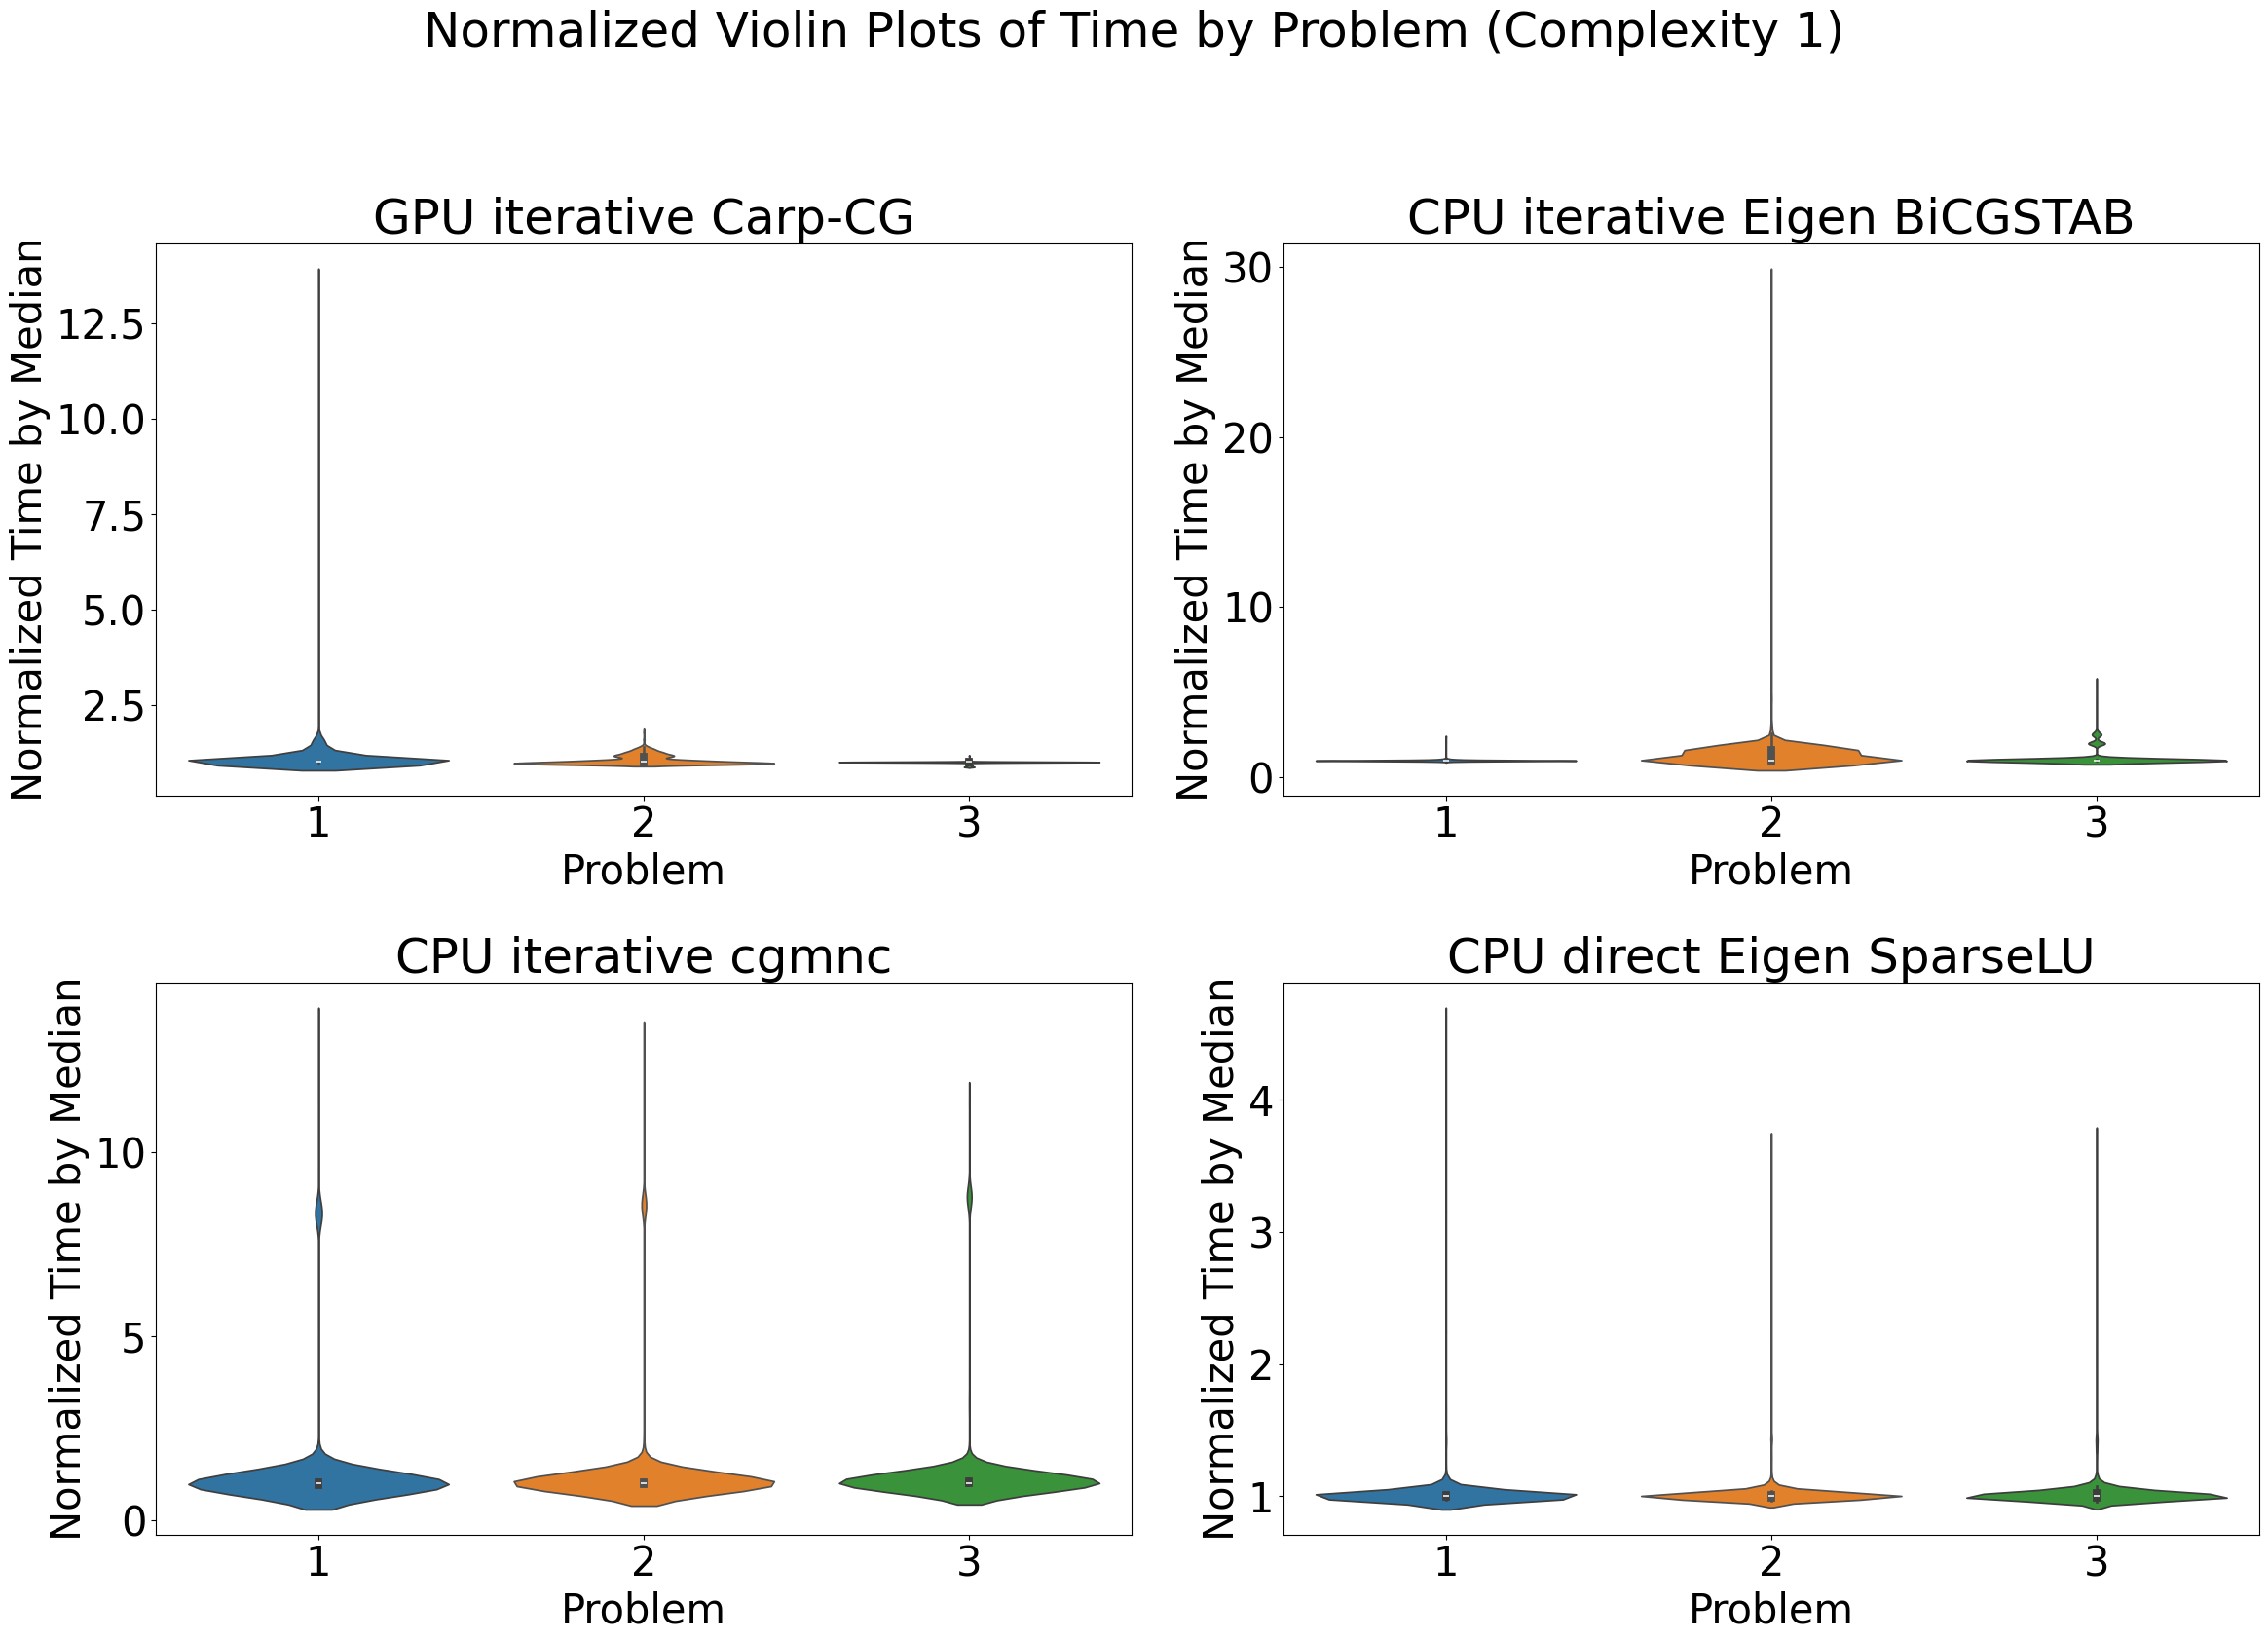 Normalized Violin Plots of Time by Problem (Complexity 1)
GPU iterative Carp-CG
Normalized Time by Median
12.5
10.0
7.5
5.0
2.5
1 2 3
Problem
CPU iterative Eigen BiCGSTAB
Normalized Time by Median
30
20
10
0
1 2 3
Problem
CPU iterative cgmnc
Normalized Time by Median
10
5
0
1 2 3
Problem
CPU direct Eigen SparseLU
Normalized Time by Median
4
3
2
1
1 2 3
Problem